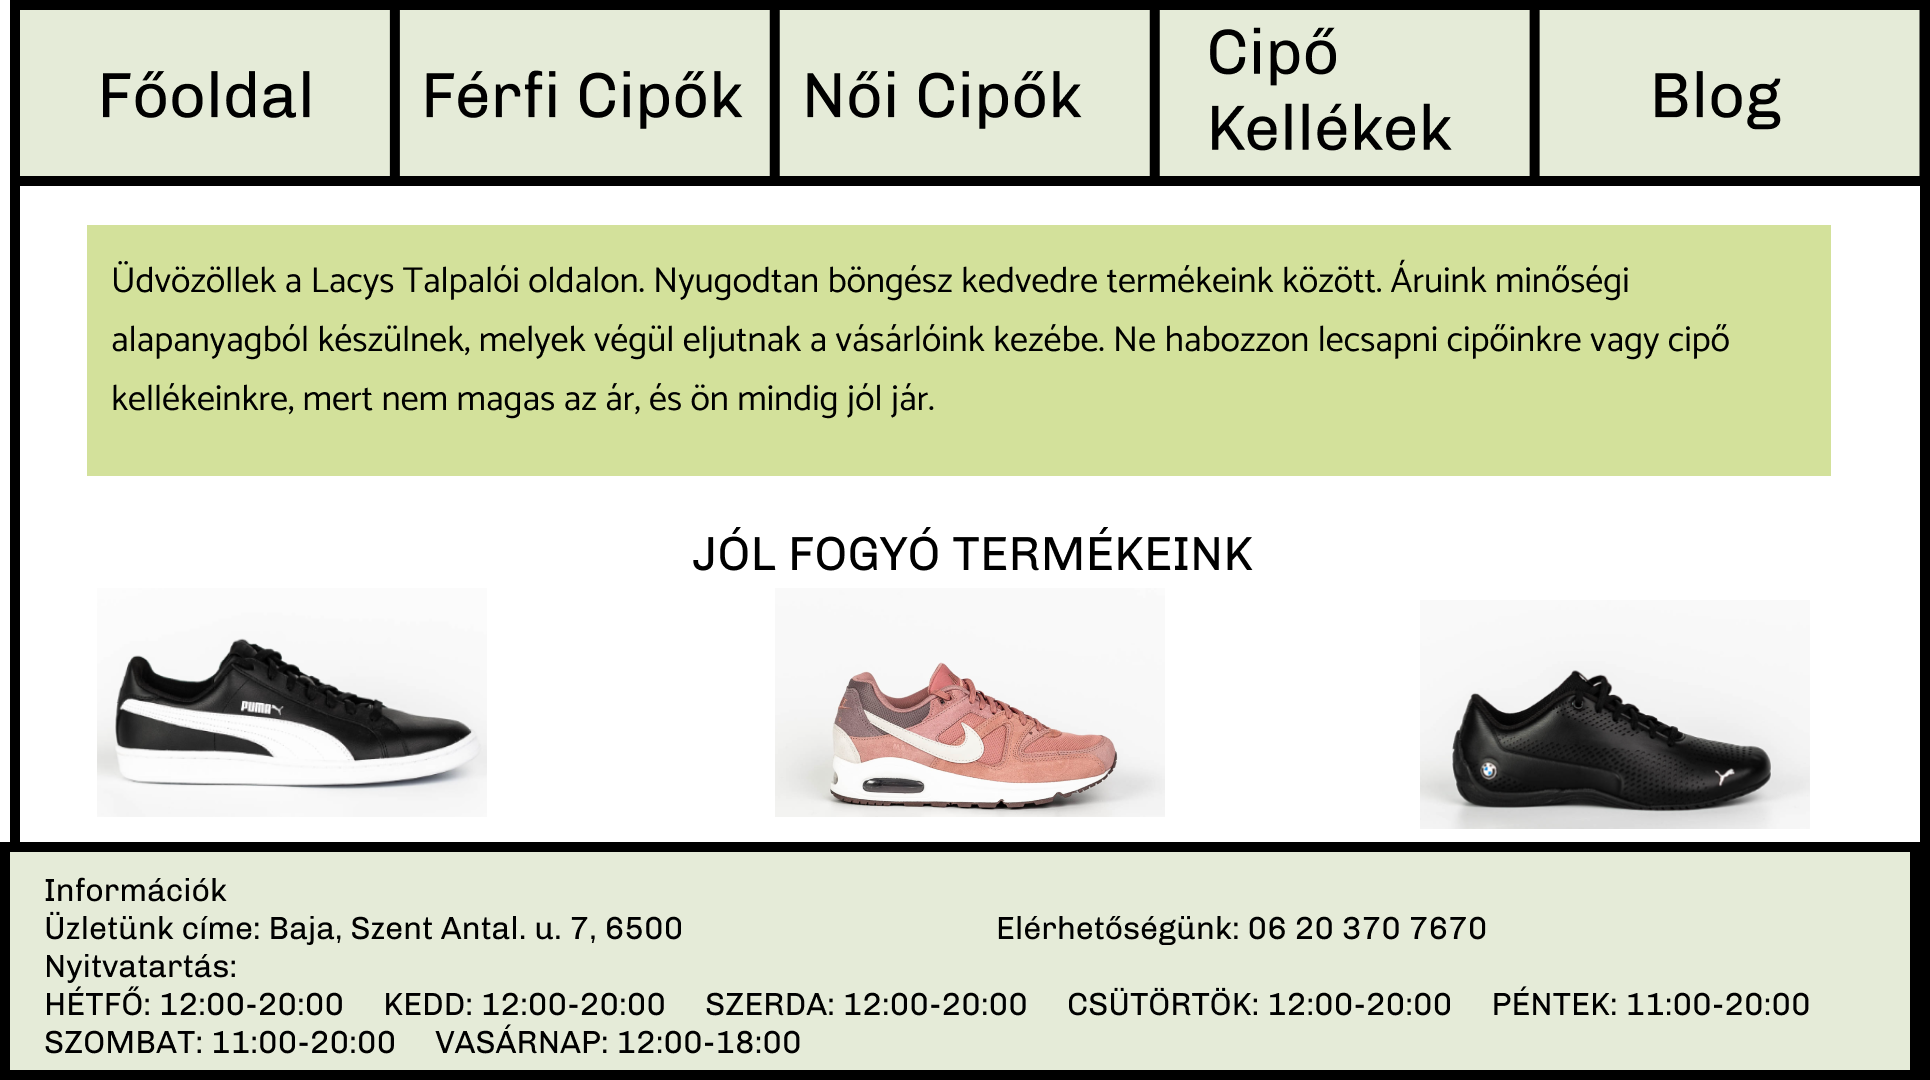 Főoldal
Férfi Cipők
Női Cipők
Cipő
Kellékek
Blog
Üdvözöllek a Lacys Talpalói oldalon. Nyugodtan böngész kedvedre termékeink között. Áruink minőségi
alapanyagból készülnek, melyek végül eljutnak a vásárlóink kezébe. Ne habozzon lecsapni cipőinkre vagy cipő
kellékeinkre, mert nem magas az ár, és ön mindig jól jár.
JÓL FOGYÓ TERMÉKEINK
PUMA
Információk
Üzletünk címe: Baja, Szent Antal. u. 7, 6500 Elérhetőségünk: 06 20 370 7670
Nyitvatartás:
HÉTFŐ: 12:00-20:00 KEDD: 12:00-20:00 SZERDA: 12:00-20:00 CSÜTÖRTÖK: 12:00-20:00 PÉNTEK: 11:00-20:00
SZOMBAT: 11:00-20:00 VASÁRNAP: 12:00-18:00